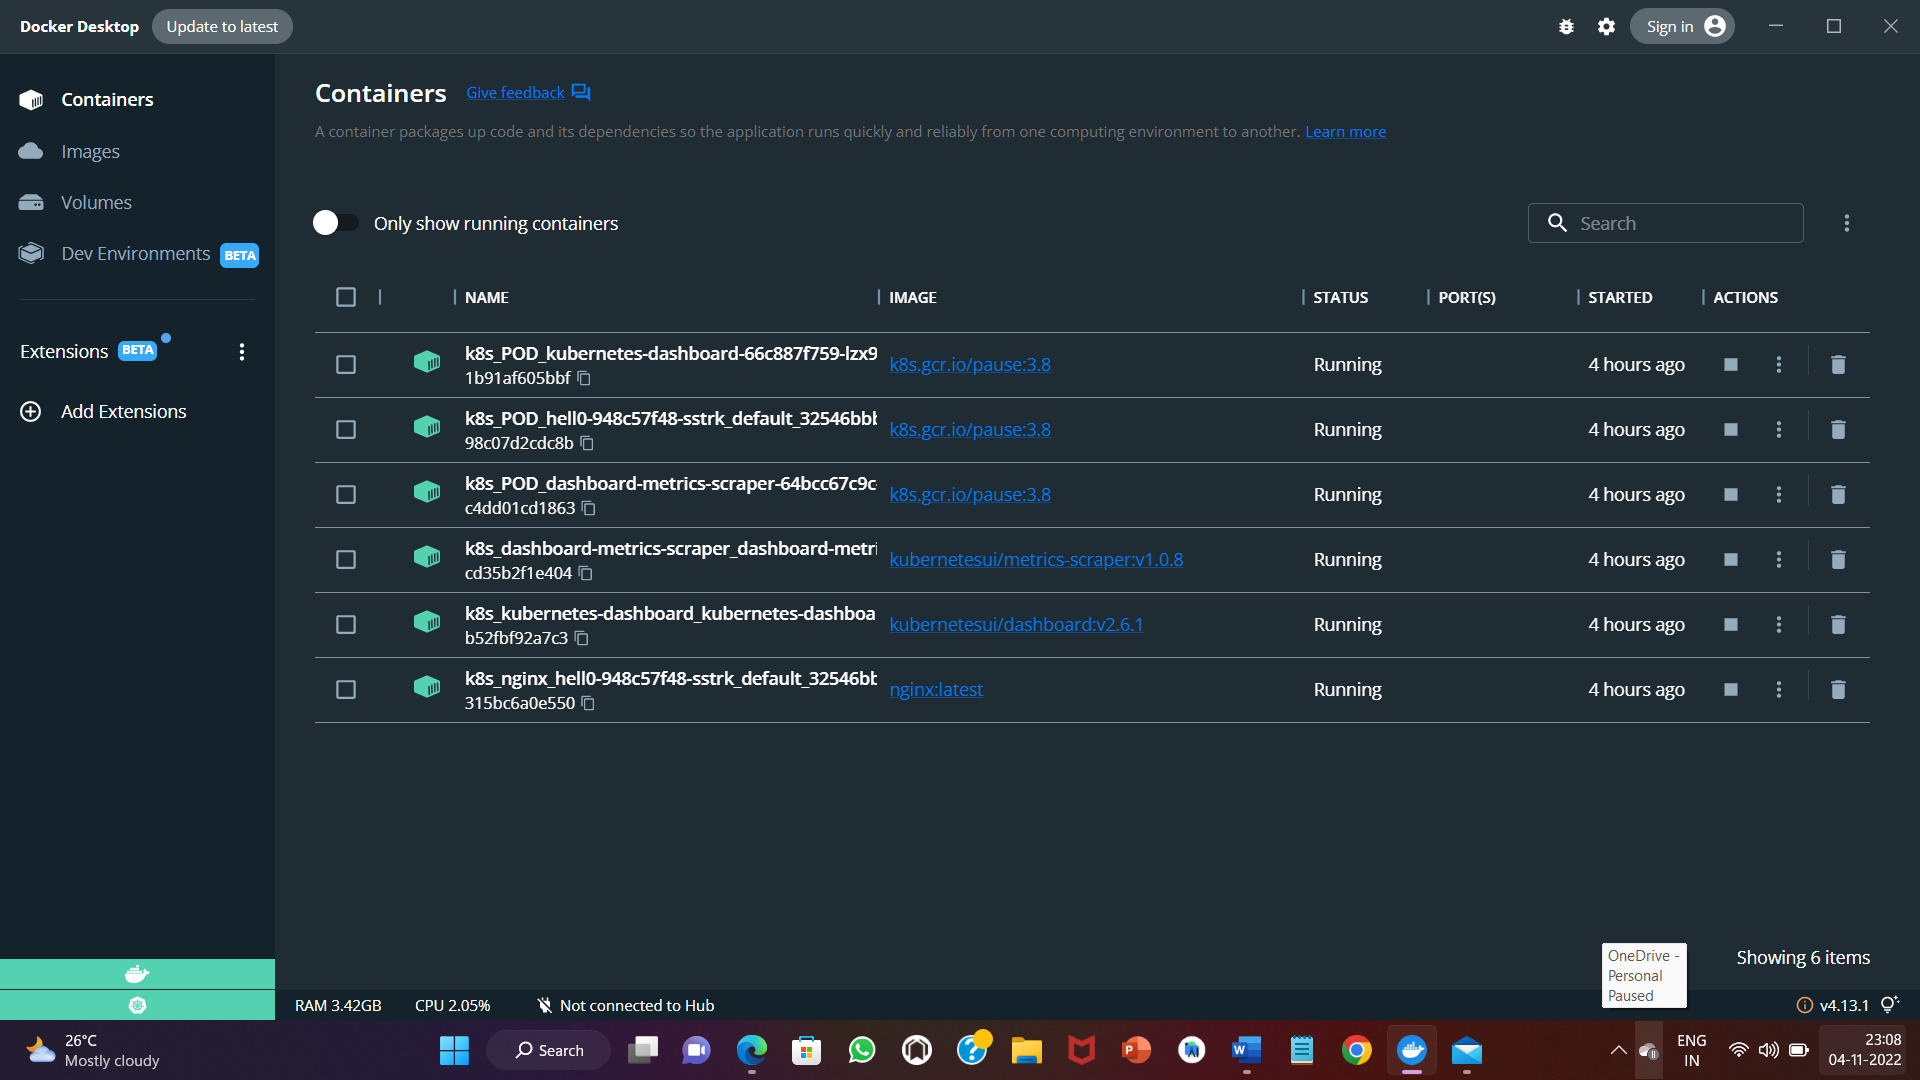 Docker Desktop
Update to latest
Sign in
Containers
Images
Volumes
Dev Environments BETA
Extensions BETA
Add Extensions
Containers Give feedback
A container packages up code and its dependencies so the application runs quickly and reliably from one computing environment to another. Learn more
Only show running containers
Search
NAME IMAGE STATUS PORT(S) STARTED ACTIONS
k8s_POD_kubernetes-dashboard-66c887f759-lzx9
1b91af605bbf
k8s.gcr.io/pause:3.8 Running 4 hours ago
k8s_POD_hell0-948c57f48-sstrk_default_32546bbb
98c07d2cdc8b
k8s.gcr.io/pause:3.8 Running 4 hours ago
k8s_POD_dashboard-metrics-scraper-64bcc67c9c-
c4dd01cd1863
k8s.gcr.io/pause:3.8 Running 4 hours ago
k8s_dashboard-metrics-scraper_dashboard-metri
cd35b2f1e404
kubernetesui/metrics-scraper:v1.0.8 Running 4 hours ago
k8s_kubernetes-dashboard_kubernetes-dashboa
b52fbf92a7c3
kubernetesui/dashboard:v2.6.1 Running 4 hours ago
k8s_nginx_hell0-948c57f48-sstrk_default_32546bb
315bc6a0e550
nginx:latest Running 4 hours ago
Showing 6 items
OneDrive -
Personal
Paused
RAM 3.42GB CPU 2.05% Not connected to Hub
v4.13.1
26°C
Mostly cloudy
Search
ENG
IN
23:08
04-11-2022